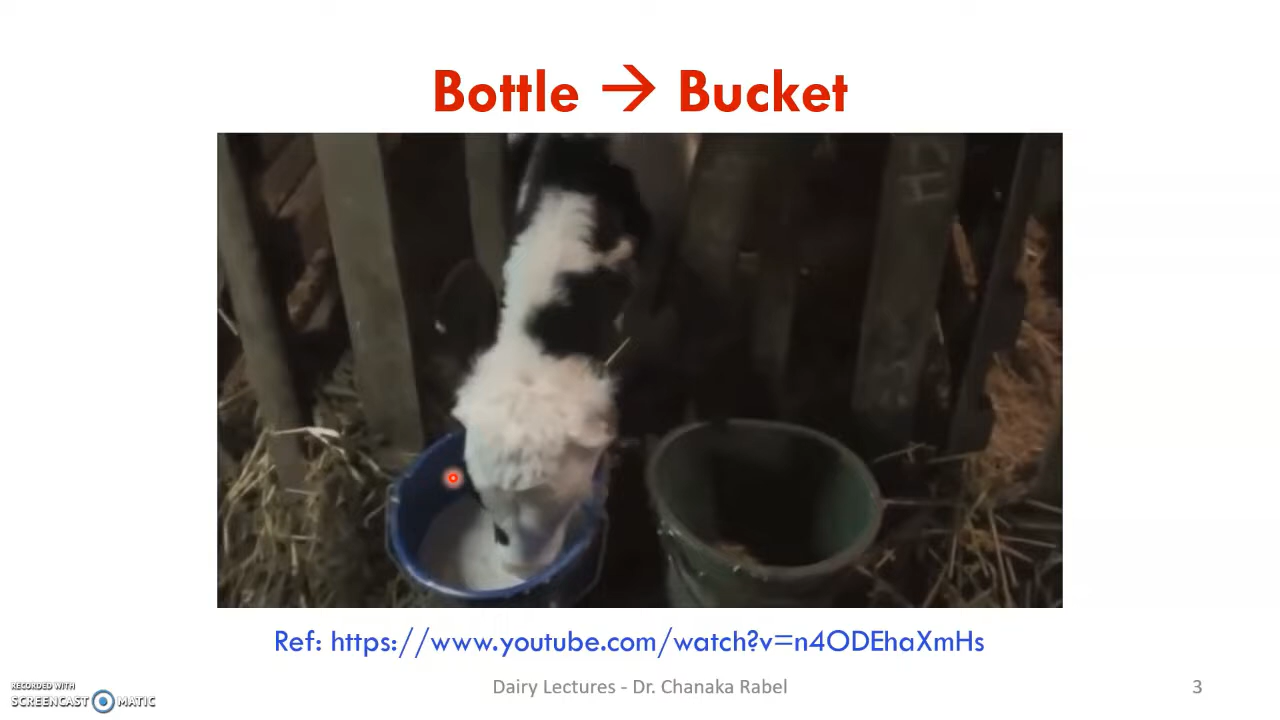 Bottle → Bucket
Ref: https://www.youtube.com/watch?v=n4ODEhaXmHs
RECORDED WITH
SCREENCAST MATIC
Dairy Lectures - Dr. Chanaka Rabel
3